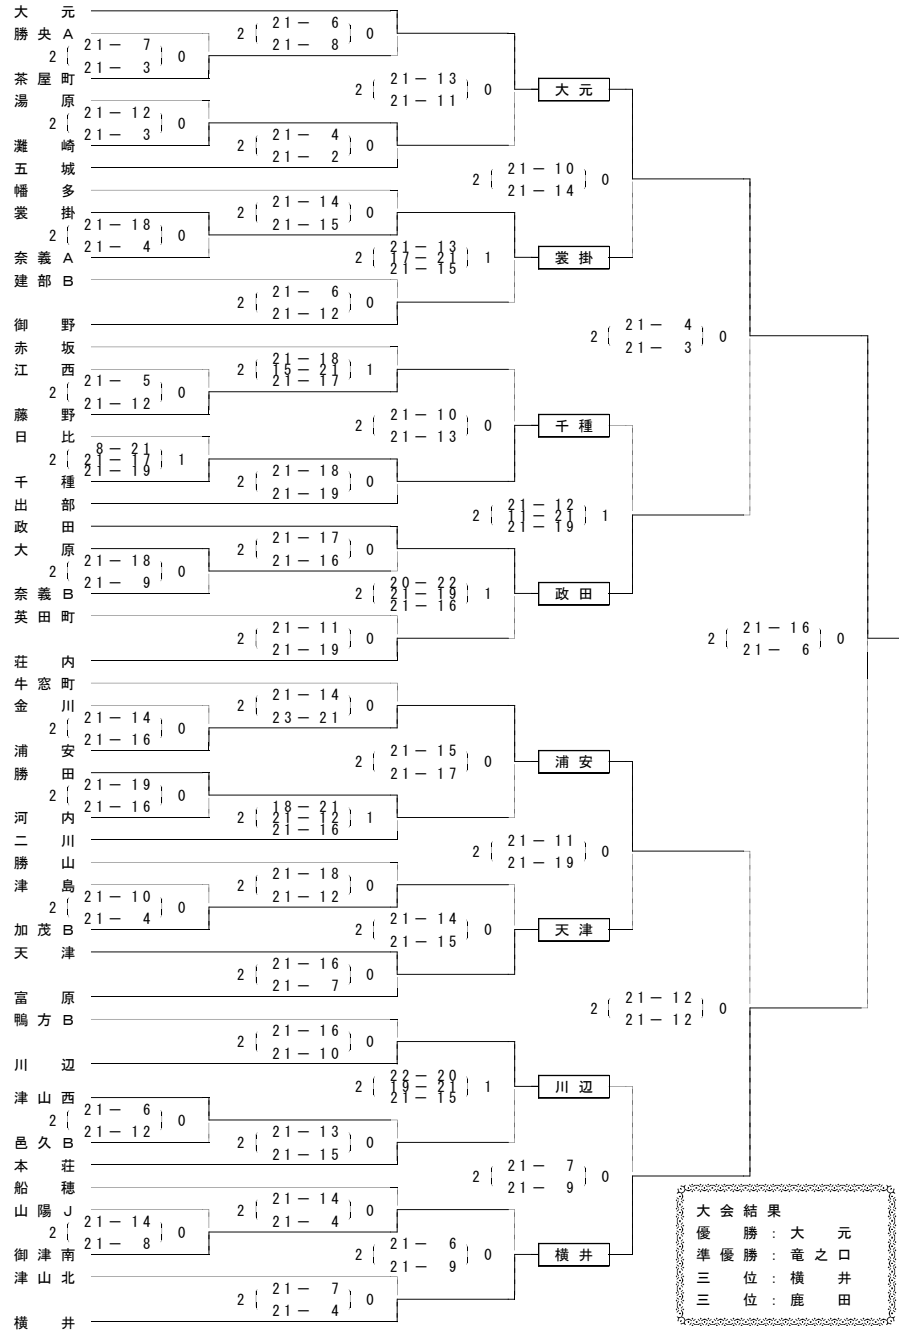 大元
勝央A
2 21－7 0
21－3
茶屋町
湯原
2 21－12 0
21－3
灘崎
五城
幡多
裳掛
2 21－18 0
21－4
奈義A
建部B
御野
赤坂
江西
2 21－5 0
21－12
藤野
日比
2 8－21 1
21－17
21－19
千種
出部
政田
大原
2 21－18 0
21－9
奈義B
英田町
荘内
牛窓町
金川
2 21－14 0
21－16
浦安
勝田
2 21－19 0
21－16
河内
二川
勝山
津島
2 21－10 0
21－4
加茂B
天津
富原
鴨方B
川辺
津山西
2 21－6 0
21－12
邑久B
本荘
船穂
山陽J
2 21－14 0
21－8
御津南
津山北
横井
2 21－6 0
21－8
2 21－4 0
21－2
2 21－14 0
21－15
2 21－6 0
21－12
2 21－18 1
15－21
21－17
2 21－18 0
21－19
2 21－17 0
21－16
2 21－11 0
21－19
2 21－14 0
23－21
2 18－21 1
21－12
21－16
2 21－18 0
21－12
2 21－16 0
21－7
2 21－16 0
21－10
2 21－13 0
21－15
2 21－14 0
21－4
2 21－7 0
21－4
2 21－13 0
21－11
2 21－13 1
17－21
21－15
2 21－10 0
21－13
2 20－22 1
21－19
21－16
2 21－15 0
21－17
2 21－14 0
21－15
2 22－20 1
19－21
21－15
2 21－6 0
21－9
大元
裳掛
千種
政田
浦安
天津
川辺
横井
2 21－10 0
21－14
2 21－12 1
11－21
21－19
2 21－11 0
21－19
2 21－7 0
21－9
2 21－4 0
21－3
2 21－12 0
21－12
2 21－16 0
21－6
大会結果
優勝：大元
準優勝：竜之口
三位：横井
三位：鹿田